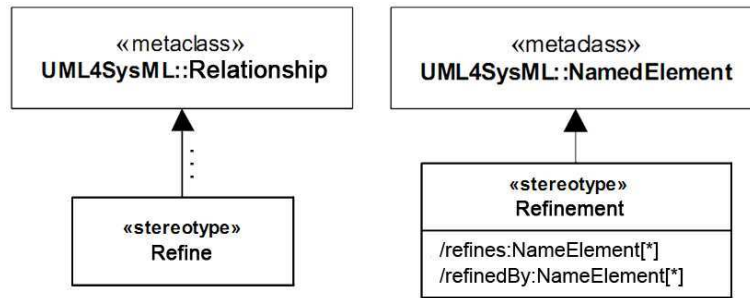 «metaclass»
UML4SysML::Relationship
«stereotype»
Refine
«metadass»
UML4SysML::NamedElement
«stereotype»
Refinement
/refines:NameElement[*]
/refinedBy:NameElement[*]